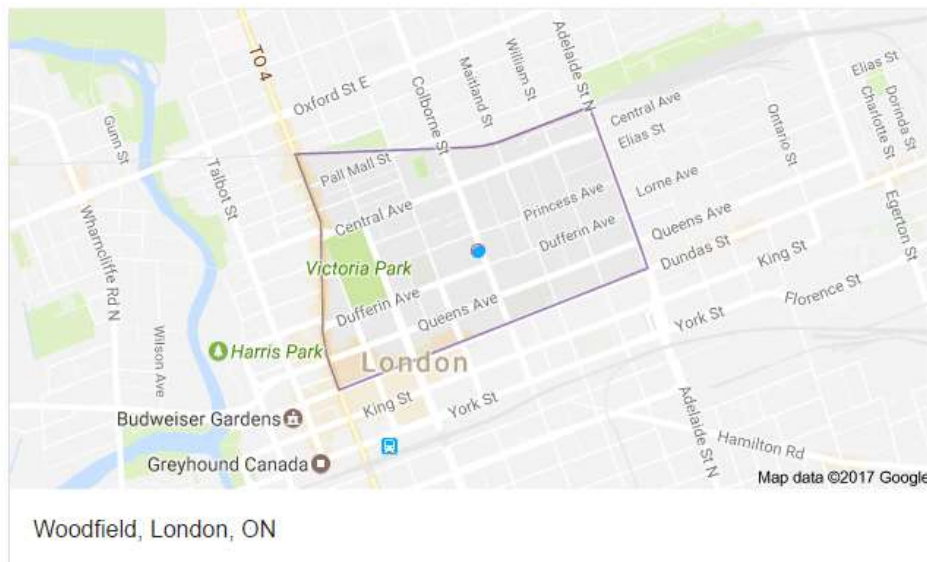 TO 4
Oxford St E
Gunn St
Talbot St
Wharncliffe Rd N
Wilson Ave
Colborne St
Maitland St
William St
Adelaide St N
Pall Mall St
Central Ave
Central Ave
Elias St
Elias St
Ontario St
Charlotte St
Dorinda St
Egerton St
Princess Ave
Lorne Ave
Dufferin Ave
Queens Ave
Dundas St
King St
Victoria Park
Dufferin Ave
Queens Ave
Florence St
York St
Harris Park
London
King St
York St
Budweiser Gardens
Greyhound Canada
Adelaide St N
Hamilton Rd
Map data ©2017 Google
Woodfield, London, ON